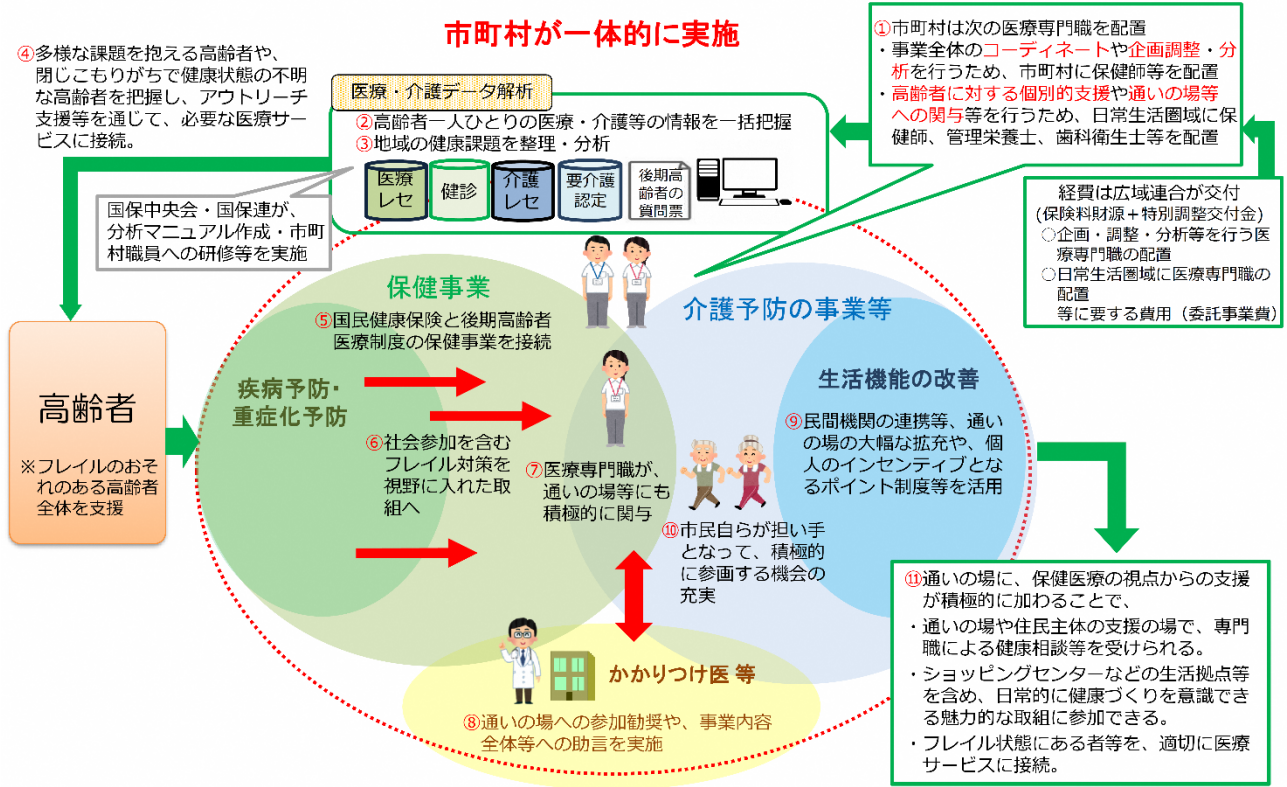 市町村が一体的に実施
④多様な課題を抱える高齢者や、
閉じこもりがちで健康状態の不明
な高齢者を把握し、アウトリーチ
支援等を通じて、必要な医療サー
ビスに接続。
医療・介護データ解析
②高齢者一人ひとりの医療・介護等の情報を一括把握
③地域の健康課題を整理・分析
医療
レセ
健診
介護
レセ
要介護
認定
後期高
齢者の
質問票
①市町村は次の医療専門職を配置
・事業全体のコーディネートや企画調整・分
析を行うため、市町村に保健師等を配置
・高齢者に対する個別的支援や通いの場等
への関与等を行うため、日常生活圏域に保
健師、管理栄養士、歯科衛生士等を配置
経費は広域連合が交付
(保険料財源+特別調整交付金)
○企画・調整・分析等を行う医
療専門職の配置
○日常生活圏域に医療専門職の
配置
等に要する費用(委託事業費)
国保中央会・国保連が、
分析マニュアル作成・市町
村職員への研修等を実施
保健事業
⑤国民健康保険と後期高齢者
医療制度の保健事業を接続
介護予防の事業等
高齢者
※フレイルのおそ
れのある高齢者
全体を支援
疾病予防・
重症化予防
⑥社会参加を含む
フレイル対策を
視野に入れた取
組へ
⑦医療専門職が、
通いの場等にも
積極的に関与
生活機能の改善
⑨民間機関の連携等、通い
の場の大幅な拡充や、個
人のインセンティブとな
るポイント制度等を活用
⑩市民自らが担い手
となって、積極的
に参画する機会の
充実
かかりつけ医 等
⑧通いの場への参加勧奨や、事業内容
全体等への助言を実施
⑪通いの場に、保健医療の視点からの支援
が積極的に加わることで、
・通いの場や住民主体の支援の場で、専門
職による健康相談等を受けられる。
・ショッピングセンターなどの生活拠点等
を含め、日常的に健康づくりを意識でき
る魅力的な取組に参加できる。
・フレイル状態にある者等を、適切に医療
サービスに接続。